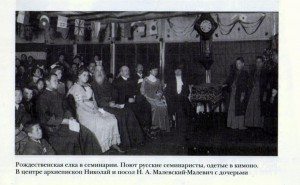 Рождественская елка в семинарии. Поют русские семинаристы, одетые в кимоно.
В центре архиепископ Николай и посол Н. А. Малевский-Малевич с дочерьми